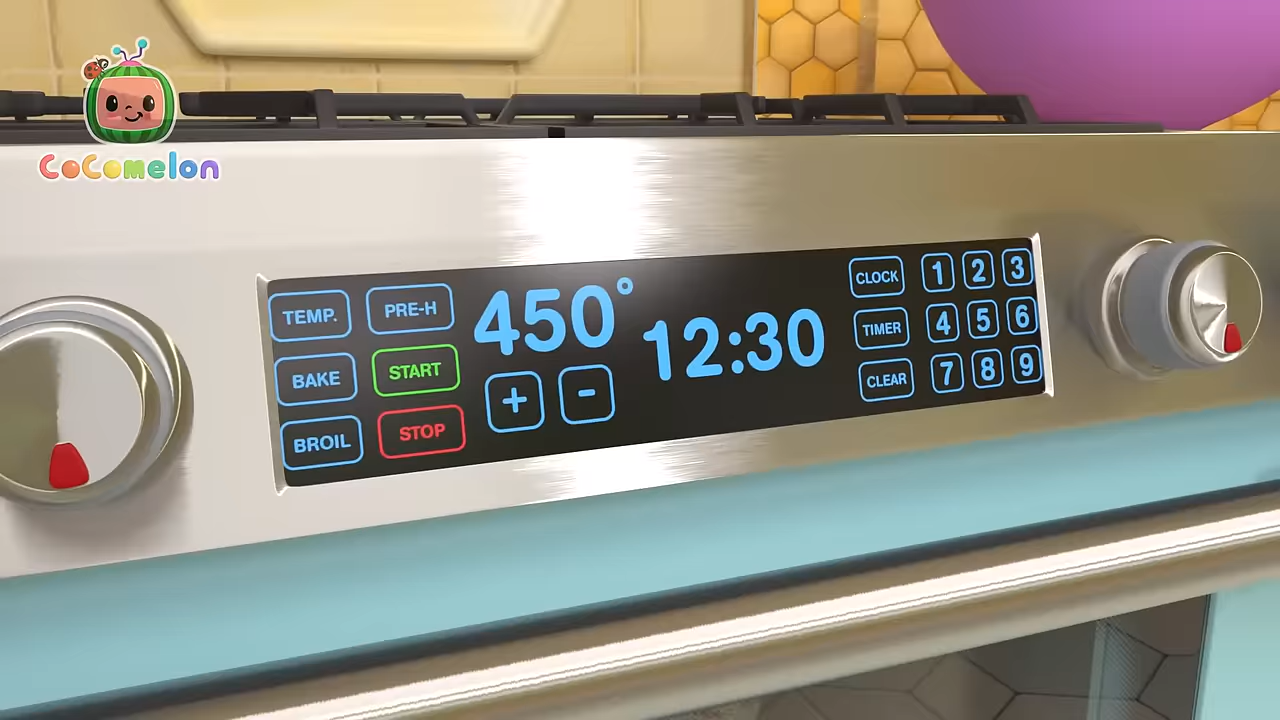 CoComelon
TEMP. PRE-H 450° 12:30 CLOCK 1 2 3
BAKE START + - TIMER 4 5 6
BROIL STOP CLEAR 7 8 9